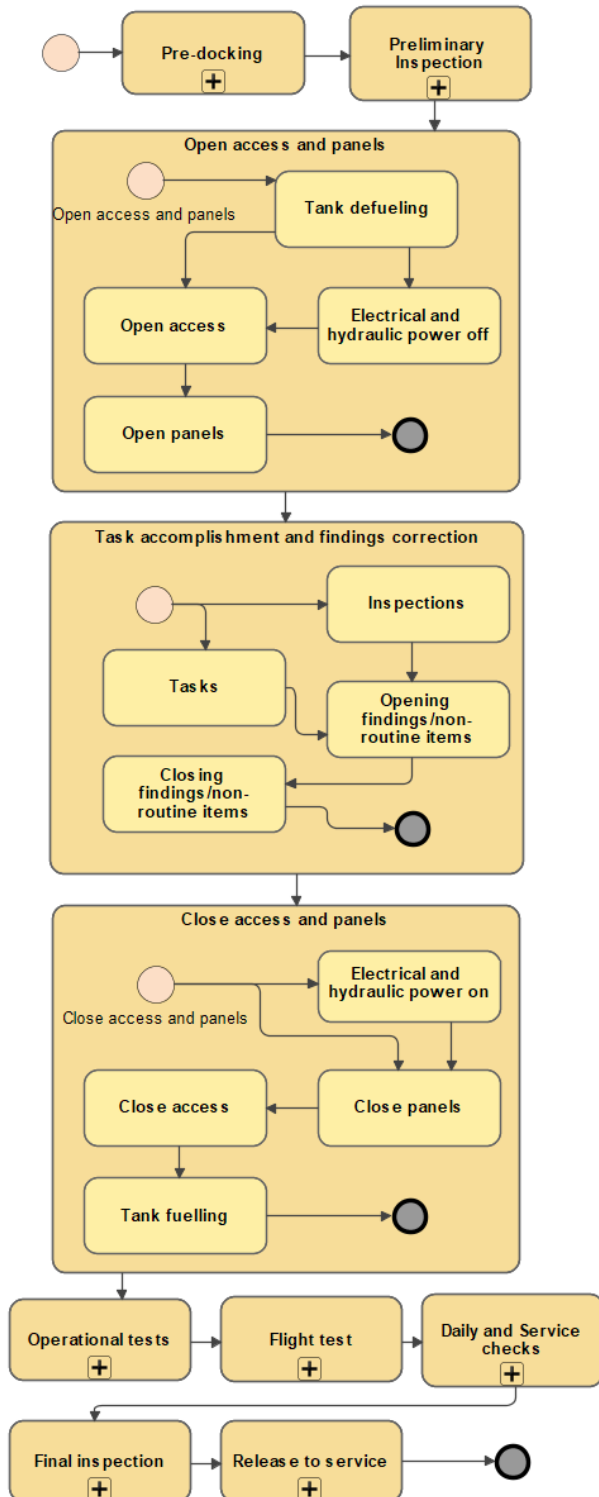 Pre-docking
Preliminary
Inspection
Open access and panels
Open access and panels
Tank defueling
Open access
Electrical and
hydraulic power off
Open panels
Task accomplishment and findings correction
Inspections
Tasks
Opening
findings/non-
routine items
Closing
findings/non-
routine items
Close access and panels
Electrical and
hydraulic power on
Close access and panels
Close access
Close panels
Tank fuelling
Operational tests
Flight test
Daily and Service
checks
Final inspection
Release to service